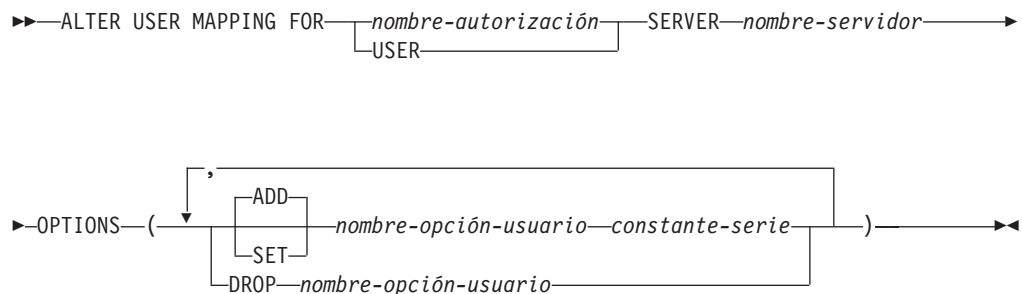 ALTER USER MAPPING FOR nombre-autorización SERVER nombre-servidor
USER
,
ADD
OPTIONS ( nombre-opción-usuario constante-serie )
SET
DROP nombre-opción-usuario